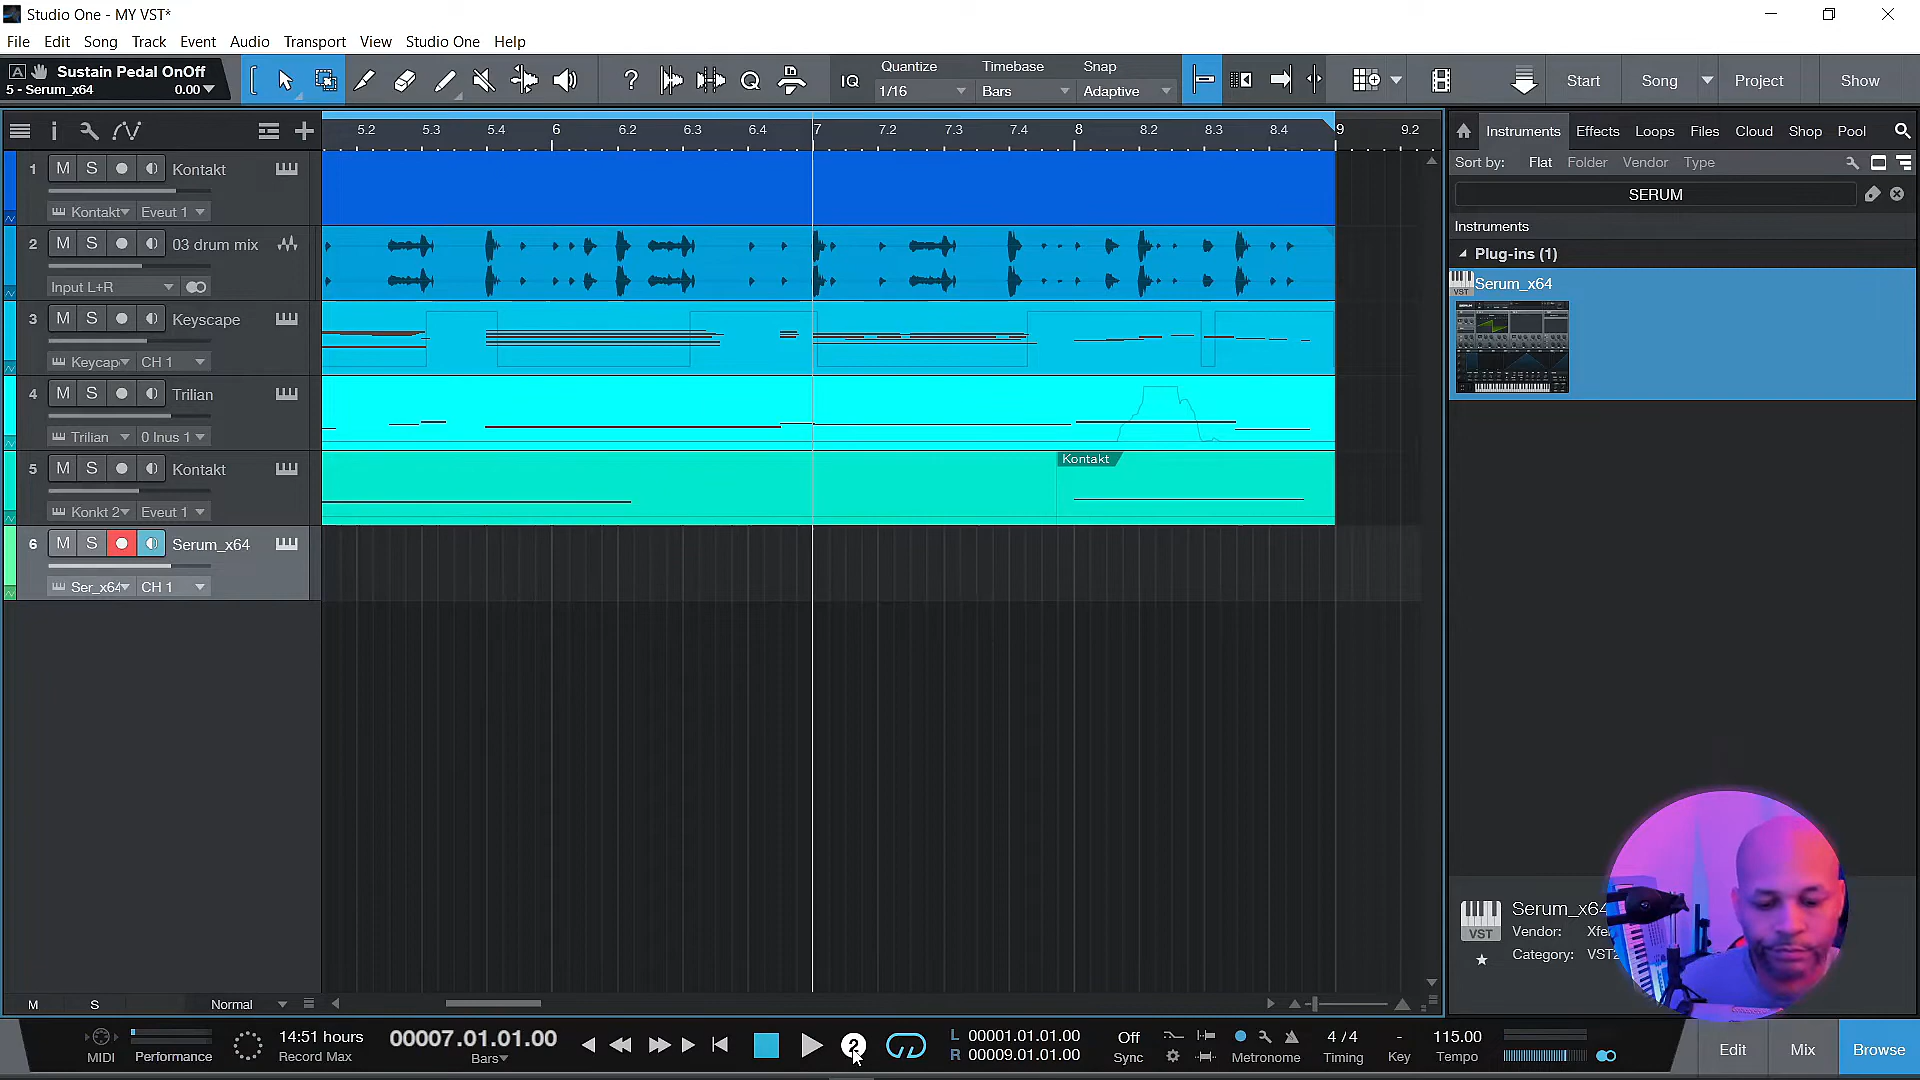 Studio One - MY VST*
File Edit Song Track Event Audio Transport View Studio One Help
A Sustain Pedal OnOff
5 - Serum_x64 0.00
? Q IQ
Quantize Timebase Snap
1/16 Bars Adaptive
Start Song Project Show
5.2 5.3 5.4 6 6.2 6.3 6.4 7 7.2 7.3 7.4 8 8.2 8.3 8.4 9 9.2
1 M S Kontakt
Kontakt Eveut 1
2 M S 03 drum mix
Input L+R
3 M S Keyscape
Keycap CH 1
4 M S Trilian
Trilian 0 Inus 1
5 M S Kontakt
Konkt 2 Eveut 1
Kontakt
6 M S Serum_x64
Ser_x64 CH 1
Instruments Effects Loops Files Cloud Shop Pool
Sort by: Flat Folder Vendor Type
SERUM
Instruments
Plug-ins (1)
VST Serum_x64
VST
Serum_x64
Vendor: Xfe
Category: VST2
M S Normal
MIDI Performance
14:51 hours
Record Max
00007.01.01.00
Bars
2
L 00001.01.01.00
R 00009.01.01.00
Off
Sync
Metronome
4 / 4
Timing
-
Key
115.00
Tempo
Edit Mix Browse